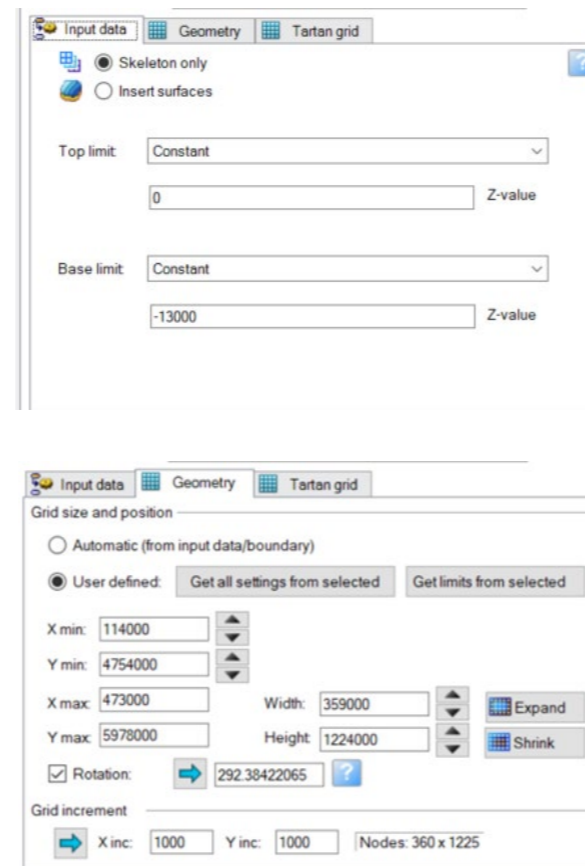 Input data Geometry Tartan grid
Skeleton only ?
Insert surfaces
Top limit: Constant
0 Z-value
Base limit: Constant
-13000 Z-value
Input data Geometry Tartan grid
Grid size and position
Automatic (from input data/boundary)
User defined: Get all settings from selected Get limits from selected
X min: 114000
Y min: 4754000
X max: 473000 Width: 359000 Expand
Y max: 5978000 Height: 1224000 Shrink
Rotation: 292.38422065 ?
Grid increment
X inc: 1000 Y inc: 1000 Nodes: 360 x 1225